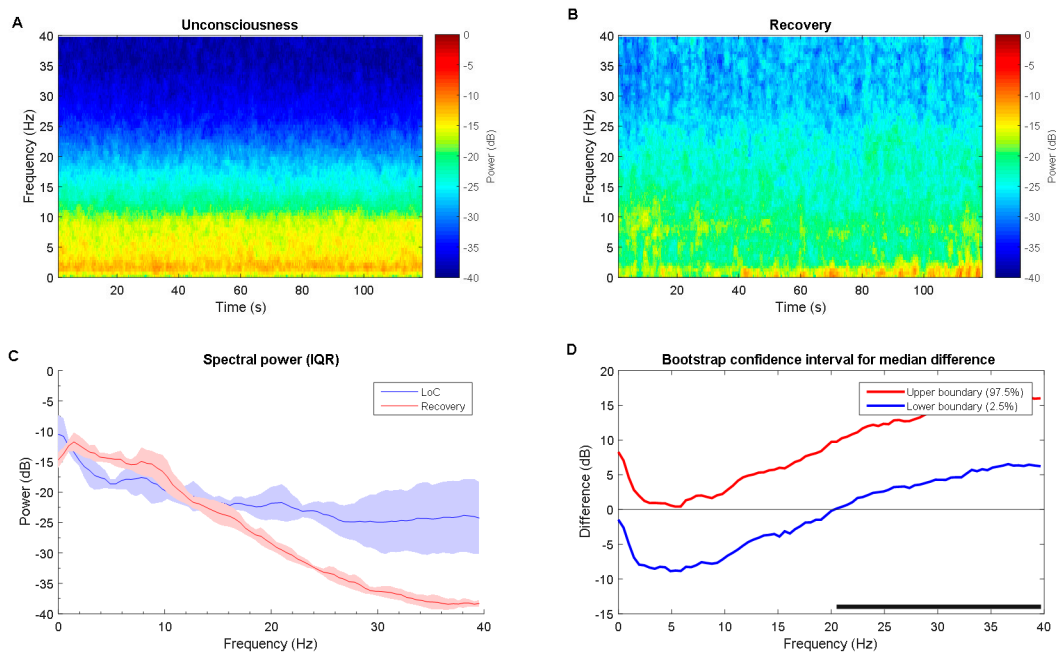 A
Unconsciousness
Frequency (Hz)
40
35
30
25
20
15
10
5
0
20 40 60 80 100
Time (s)
0
-5
-10
-15
-20
-25
-30
-35
-40
Power (dB)
B
Recovery
Frequency (Hz)
40
35
30
25
20
15
10
5
0
20 40 60 80 100
Time (s)
0
-5
-10
-15
-20
-25
-30
-35
-40
Power (dB)
C
Spectral power (IQR)
Power (dB)
0
-5
-10
-15
-20
-25
-30
-35
-40
LoC
Recovery
0 10 20 30 40
Frequency (Hz)
D
Bootstrap confidence interval for median difference
Difference (dB)
20
15
10
5
0
-5
-10
-15
Upper boundary (97.5%)
Lower boundary (2.5%)
0 5 10 15 20 25 30 35 40
Frequency (Hz)